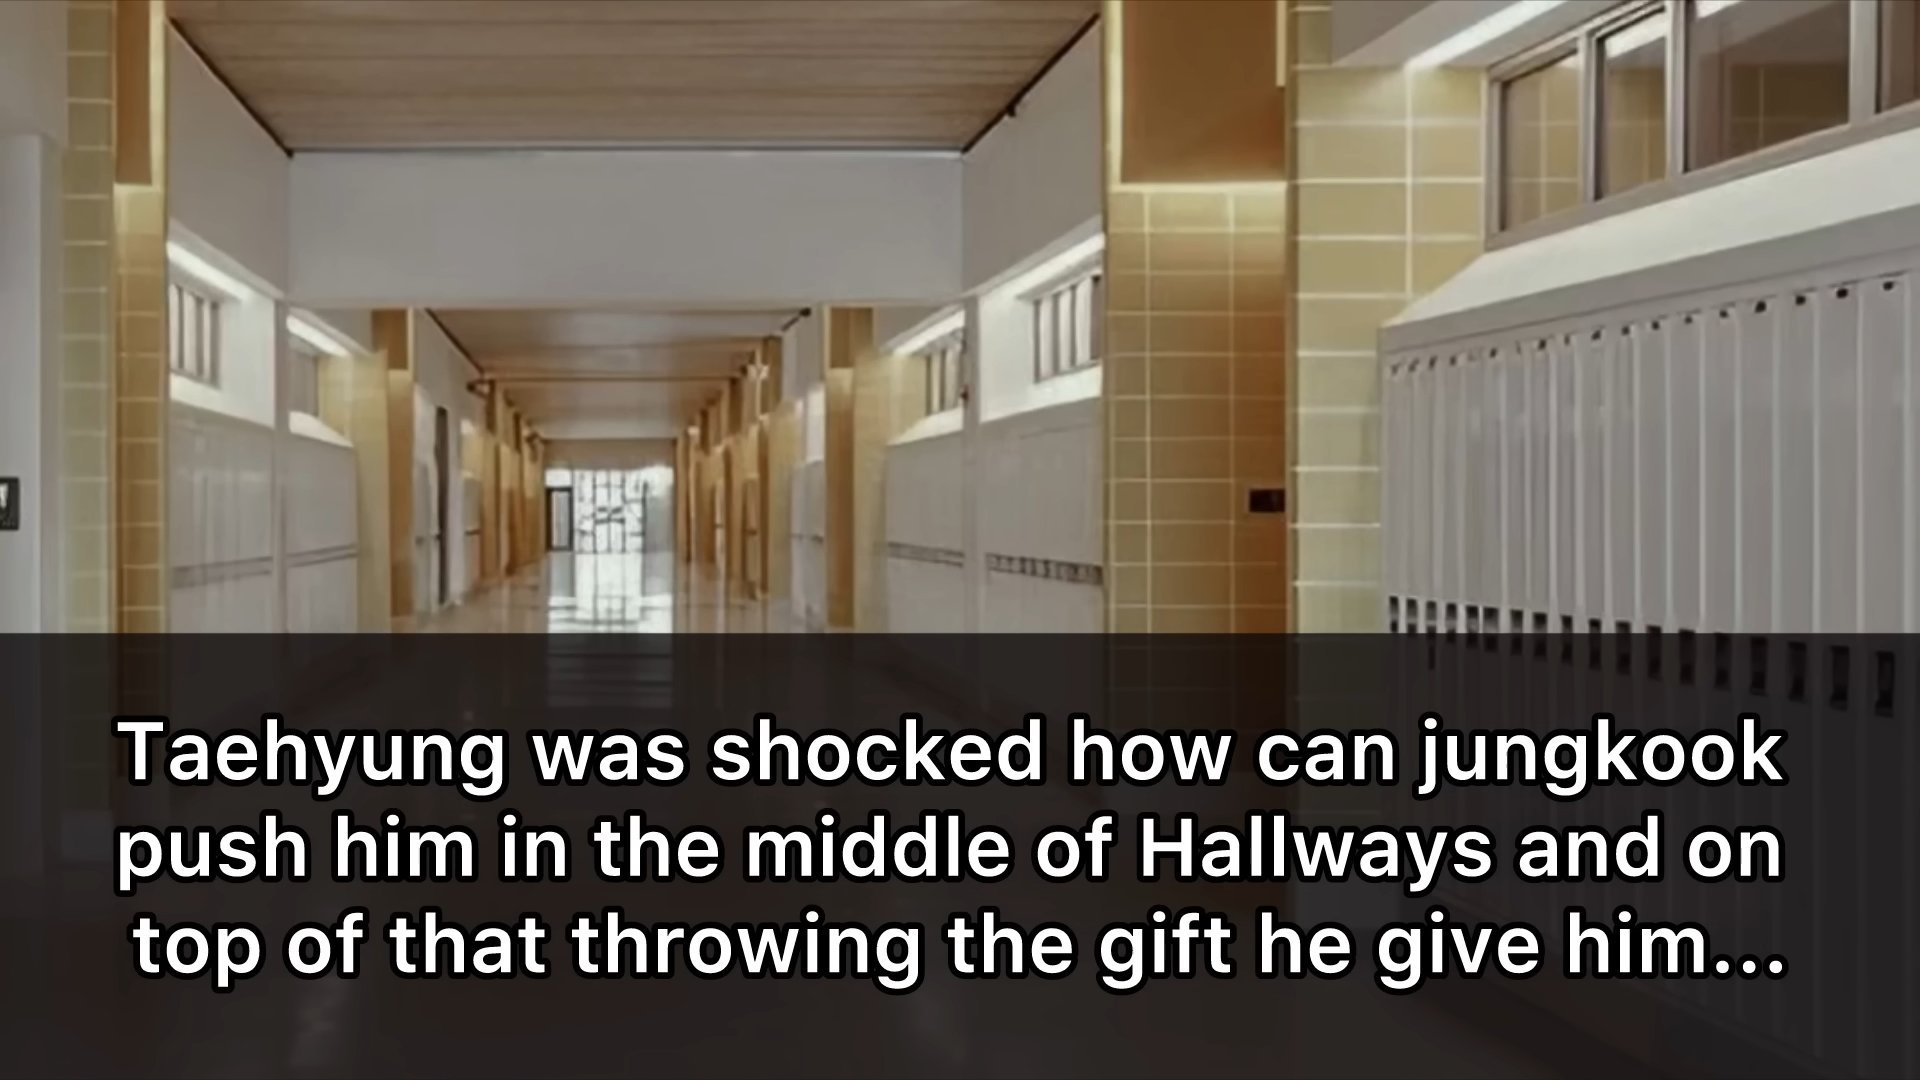 Taehyung was shocked how can jungkook
push him in the middle of Hallways and on
top of that throwing the gift he give him...